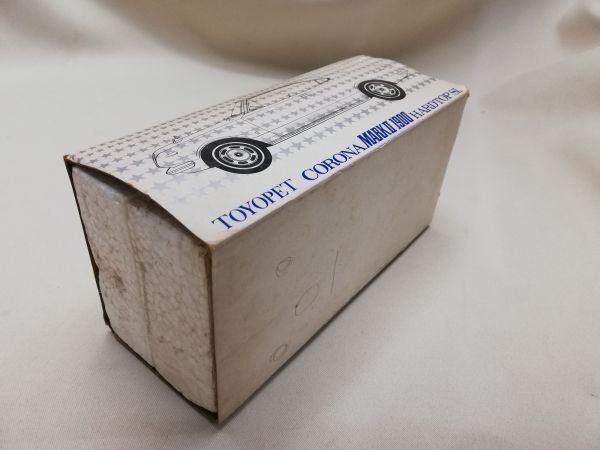 TOYOPET CORONA MARK II 1900 HARDTOP SL